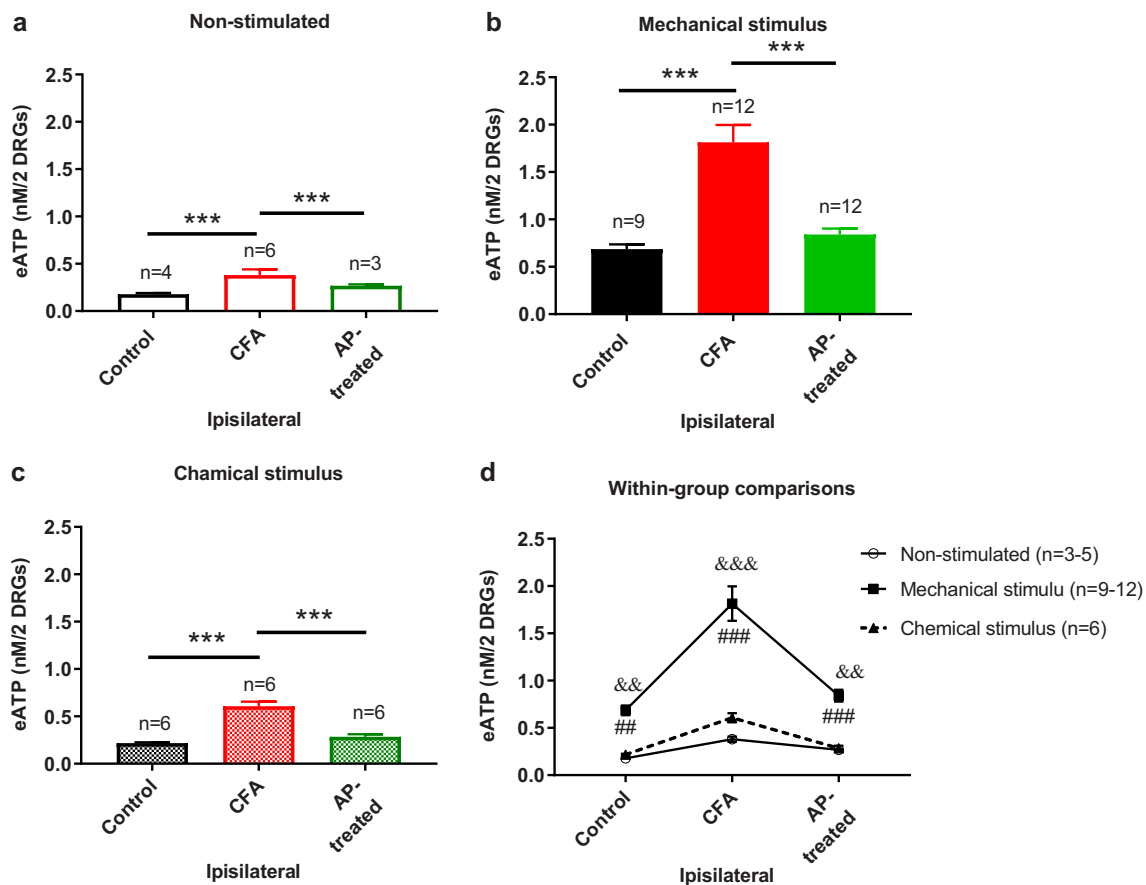 a
Non-stimulated
eATP (nM/2 DRGs)
2.5
2.0
1.5
1.0
0.5
0.0
***
***
n=4
n=6
n=3
Control
CFA
AP-
treated
Ipisilateral
b
Mechanical stimulus
eATP (nM/2 DRGs)
2.5
2.0
1.5
1.0
0.5
0.0
***
***
n=9
n=12
n=12
Control
CFA
AP-
treated
Ipisilateral
c
Chamical stimulus
eATP (nM/2 DRGs)
2.5
2.0
1.5
1.0
0.5
0.0
***
***
n=6
n=6
n=6
Control
CFA
AP-
treated
Ipisilateral
d
Within-group comparisons
eATP (nM/2 DRGs)
2.5
2.0
1.5
1.0
0.5
0.0
&&
##
&&&
###
&&
###
Control
CFA
AP-
treated
Ipisilateral
Non-stimulated (n=3-5)
Mechanical stimulu (n=9-12)
Chemical stimulus (n=6)